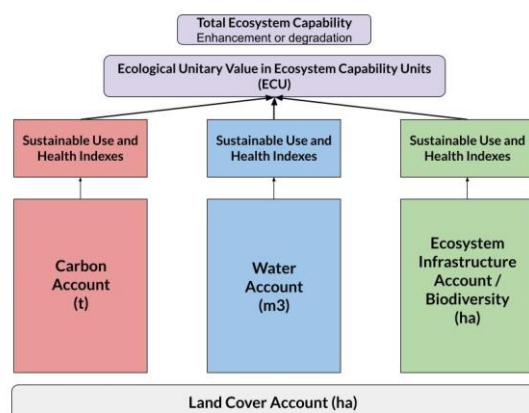 Total Ecosystem Capability
Enhancement or degradation
Ecological Unitary Value in Ecosystem Capability Units
(ECU)
Sustainable Use and
Health Indexes
Sustainable Use and
Health Indexes
Sustainable Use and
Health Indexes
Carbon
Account
(t)
Water
Account
(m3)
Ecosystem
Infrastructure
Account /
Biodiversity
(ha)
Land Cover Account (ha)